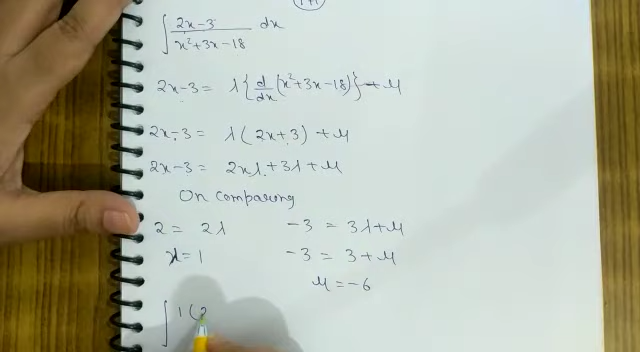 ∫ (2x-3)/(x²+3x-18) dx
2x-3 = λ{d/dx(x²+3x-18)}+μ
2x-3 = λ(2x+3)+μ
2x-3 = 2xλ+3λ+μ
On comparing
2 = 2λ    -3 = 3λ+μ
λ=1    -3 = 3+μ
μ=-6
∫ 1(2